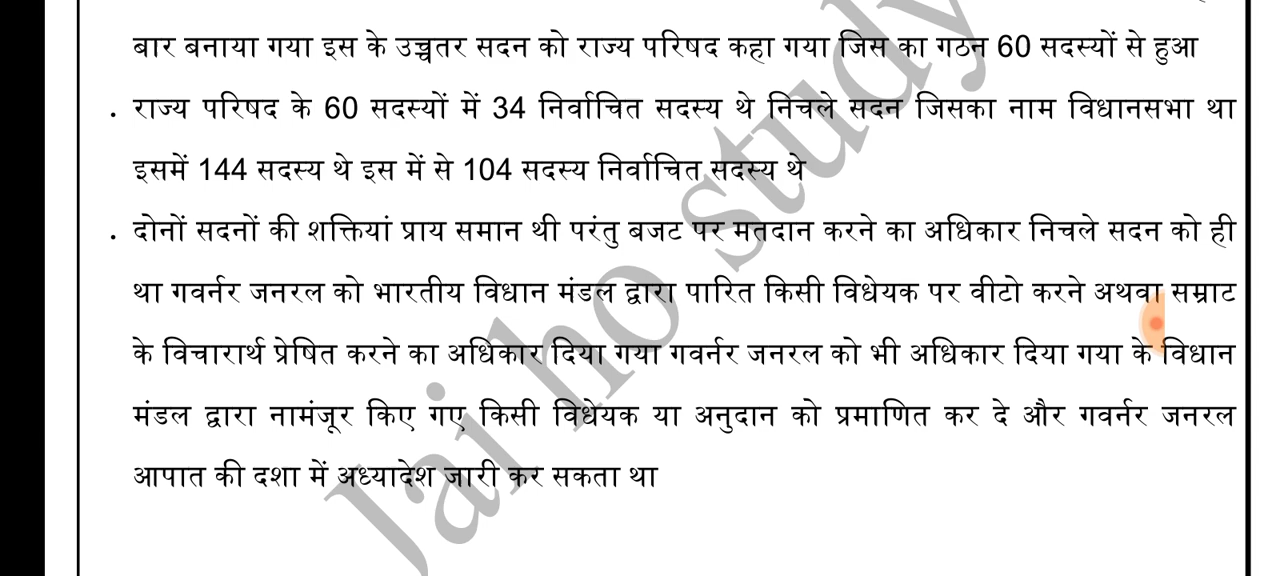 बार बनाया गया इस के उच्चतर सदन को राज्य परिषद कहा गया जिस का गठन 60 सदस्यों से हुआ
. राज्य परिषद के 60 सदस्यों में 34 निर्वाचित सदस्य थे निचले सदन जिसका नाम विधानसभा था
इसमें 144 सदस्य थे इस में से 104 सदस्य निर्वाचित सदस्य थे
. दोनों सदनों की शक्तियां प्राय समान थी परंतु बजट पर मतदान करने का अधिकार निचले सदन को ही
था गवर्नर जनरल को भारतीय विधान मंडल द्वारा पारित किसी विधेयक पर वीटो करने अथवा सम्राट
के विचारार्थ प्रेषित करने का अधिकार दिया गया गवर्नर जनरल को भी अधिकार दिया गया के विधान
मंडल द्वारा नामंजूर किए गए किसी विधेयक या अनुदान को प्रमाणित कर दे और गवर्नर जनरल
आपात की दशा में अध्यादेश जारी कर सकता था
Jai ho study